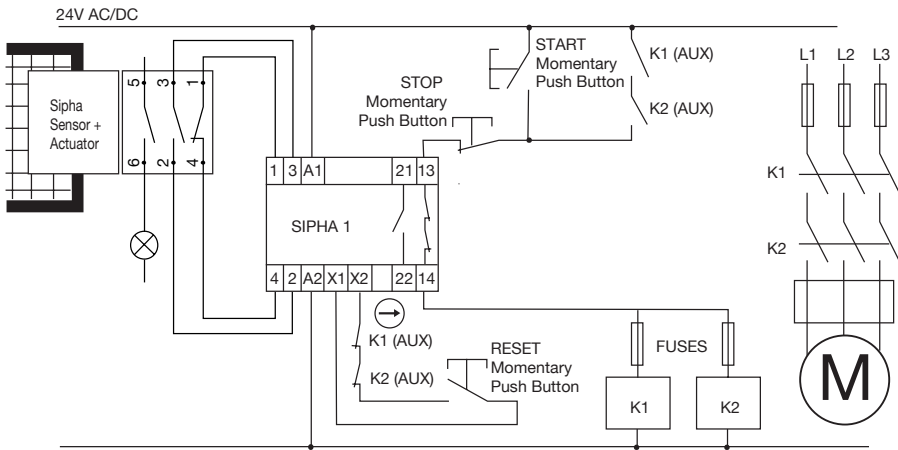 24V AC/DC
5 3 1
Sipha
Sensor +
Actuator
6 2 4
STOP
Momentary
Push Button
START
Momentary
Push Button
K1 (AUX)
K2 (AUX)
L1 L2 L3
K1
K2
1 3 A1 21 13
SIPHA 1
4 2 A2 X1 X2 22 14
K1 (AUX)
K2 (AUX)
RESET
Momentary
Push Button
FUSES
K1 K2
M